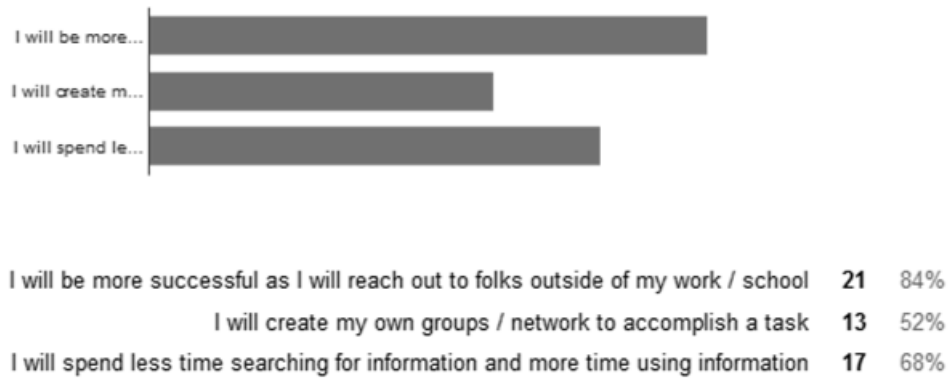 I will be more...
I will create m...
I will spend le...
I will be more successful as I will reach out to folks outside of my work / school 21 84%
I will create my own groups / network to accomplish a task 13 52%
I will spend less time searching for information and more time using information 17 68%